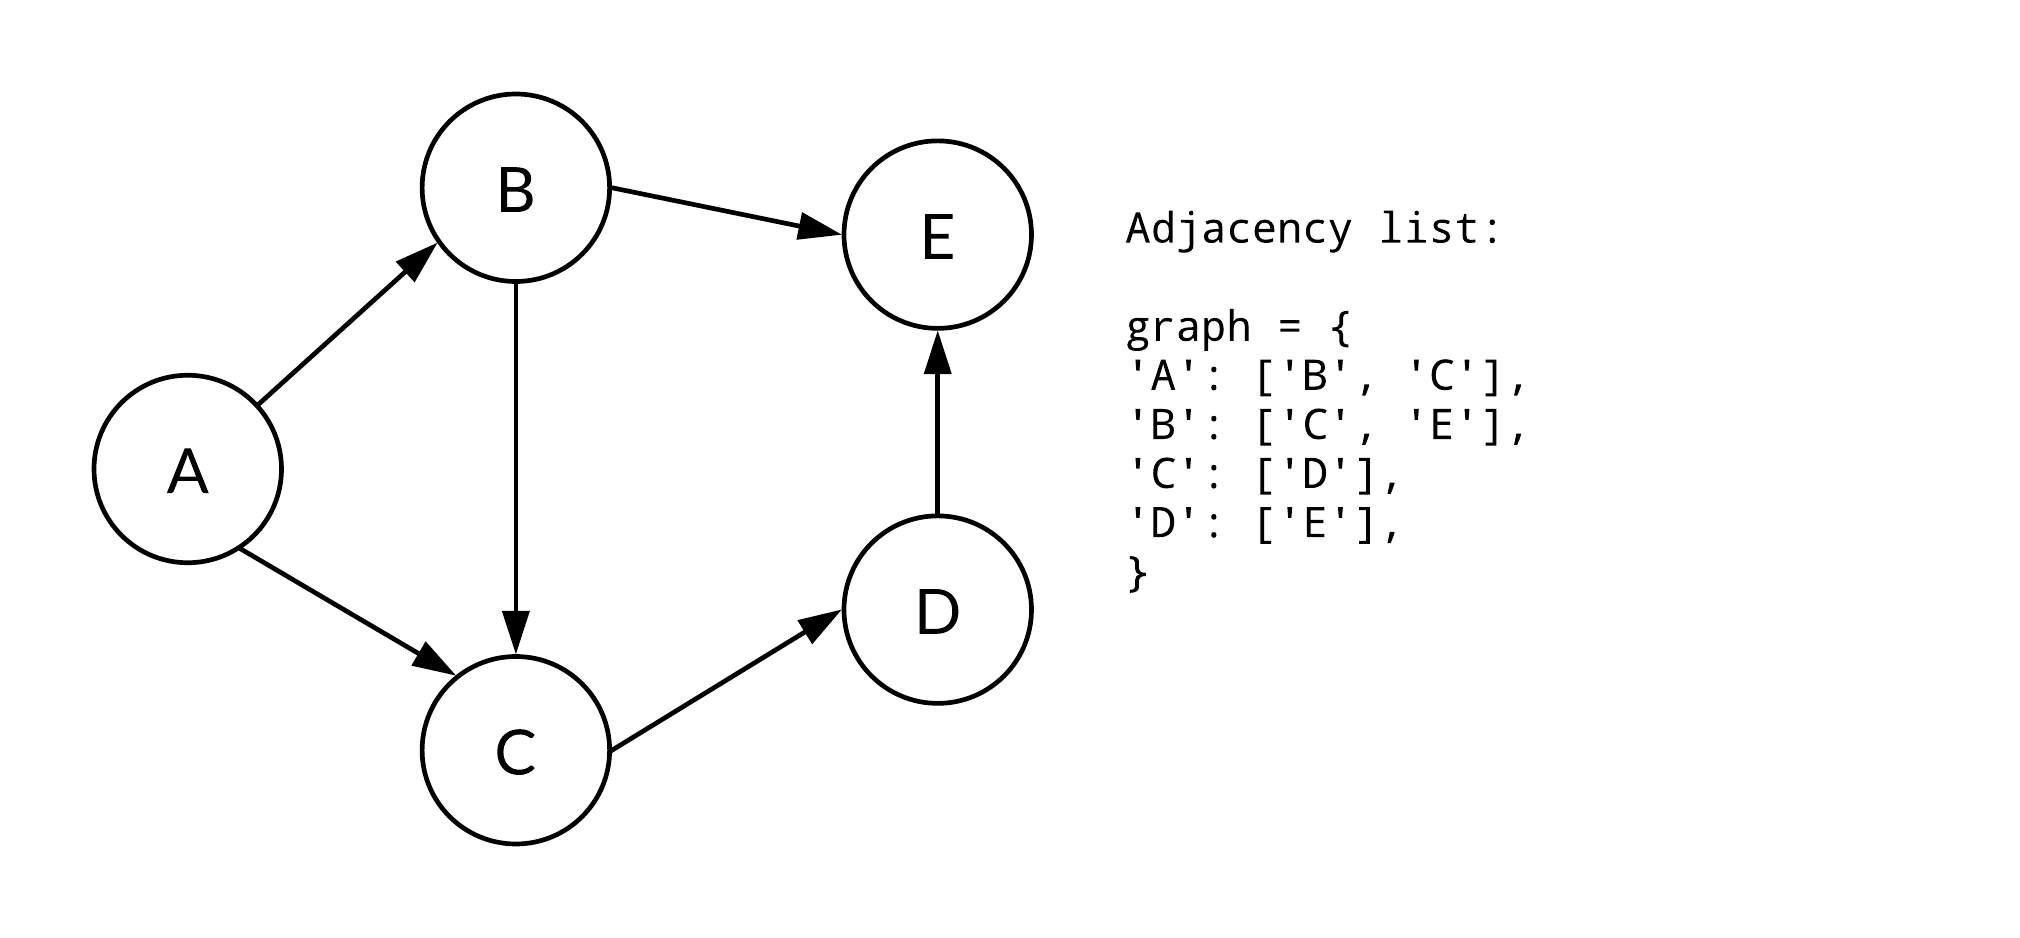 B
E
A
C
D
Adjacency list:
graph = {
'A': ['B', 'C'],
'B': ['C', 'E'],
'C': ['D'],
'D': ['E'],
}